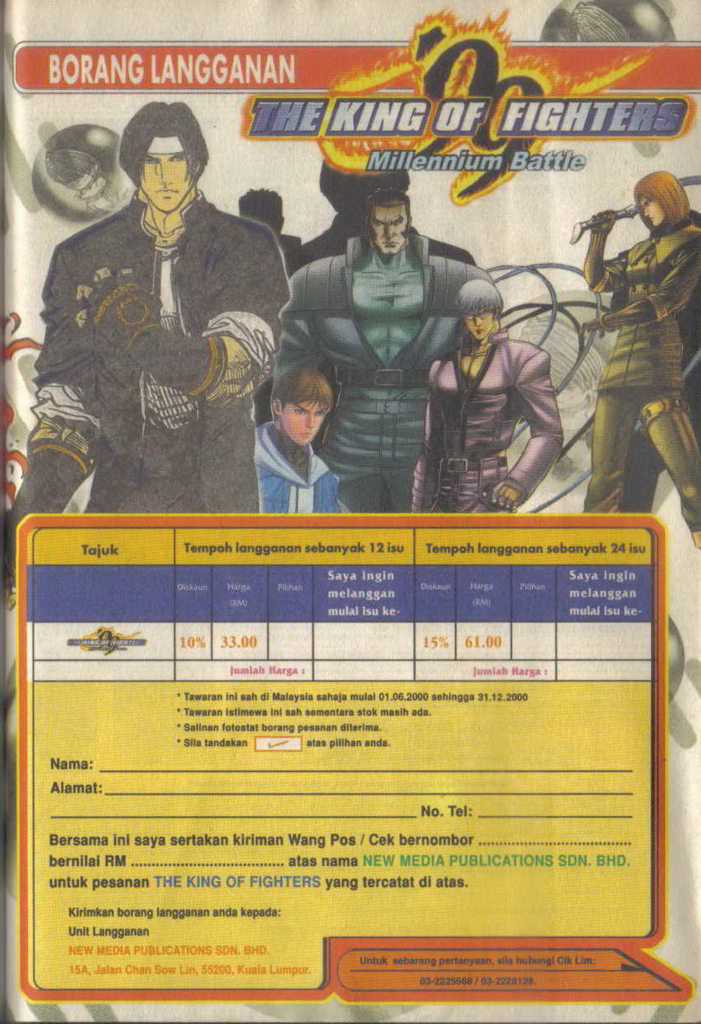 BORANG LANGGANAN
'99
THE KING OF FIGHTERS
Millennium Battle
Tajuk
Tempoh langganan sebanyak 12 isu
Tempoh langganan sebanyak 24 isu
Diskaun
Harga
(RM)
Pilihan
Saya ingin
melanggan
mulai isu ke-
Diskaun
Harga
(RM)
Pilihan
Saya ingin
melanggan
mulai isu ke-
THE KING OF FIGHTERS
10% 33.00
15% 61.00
Jumlah Harga :
Jumlah Harga :
* Tawaran ini sah di Malaysia sahaja mulai 01.06.2000 sehingga 31.12.2000
* Tawaran istimewa ini sah sementara stok masih ada.
* Salinan fotostat borang pesanan diterima.
* Sila tandakan ✓ atas pilihan anda.
Nama:
Alamat:
No. Tel:
Bersama ini saya sertakan kiriman Wang Pos / Cek bernombor ......................................
bernilai RM ...................................... atas nama NEW MEDIA PUBLICATIONS SDN. BHD.
untuk pesanan THE KING OF FIGHTERS yang tercatat di atas.
Kirimkan borang langganan anda kepada:
Unit Langganan
NEW MEDIA PUBLICATIONS SDN. BHD.
15A, Jalan Chan Sow Lin, 55200, Kuala Lumpur.
Untuk sebarang pertanyaan, sila hubungi Cik Lim:
03-2225568 / 03-2228128.